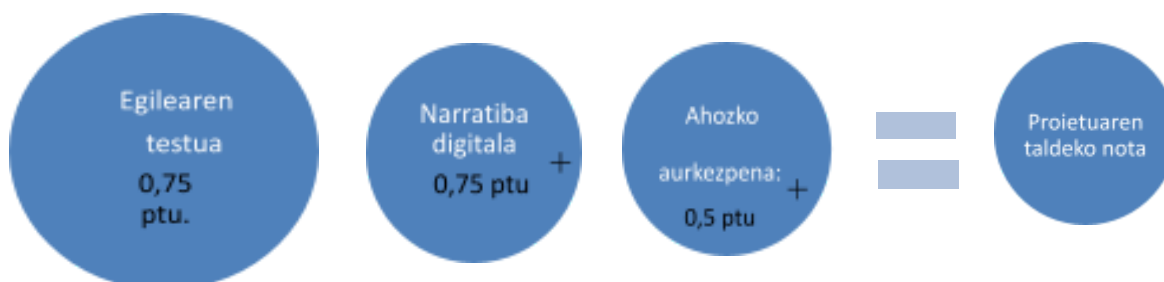 Egilearen
testua
0,75
ptu.
Narratiba
digitala
+
0,75 ptu
Ahozko
aurkezpena:
+
0,5 ptu
Proietuaren
taldeko nota